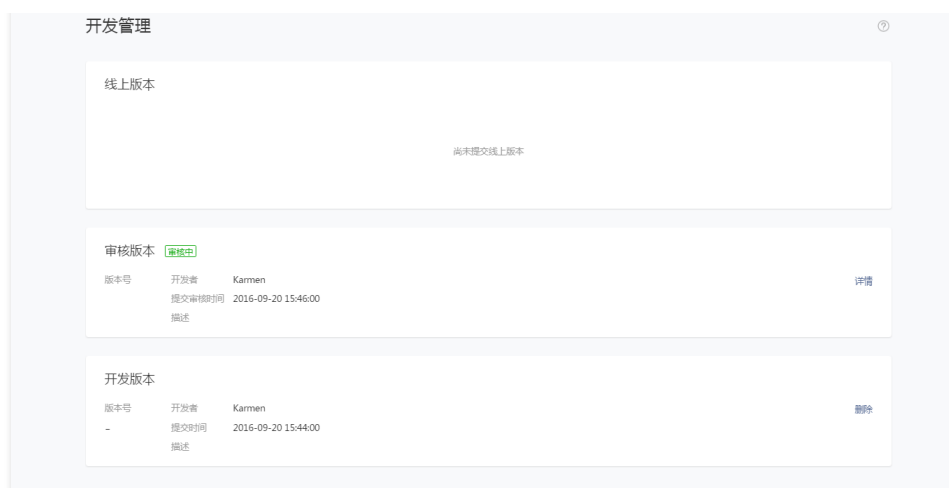 开发管理
线上版本
尚未提交线上版本
审核版本 审核中
版本号 开发者 Karmen 详情
提交审核时间 2016-09-20 15:46:00
描述
开发版本
版本号 开发者 Karmen 删除
- 提交时间 2016-09-20 15:44:00
描述